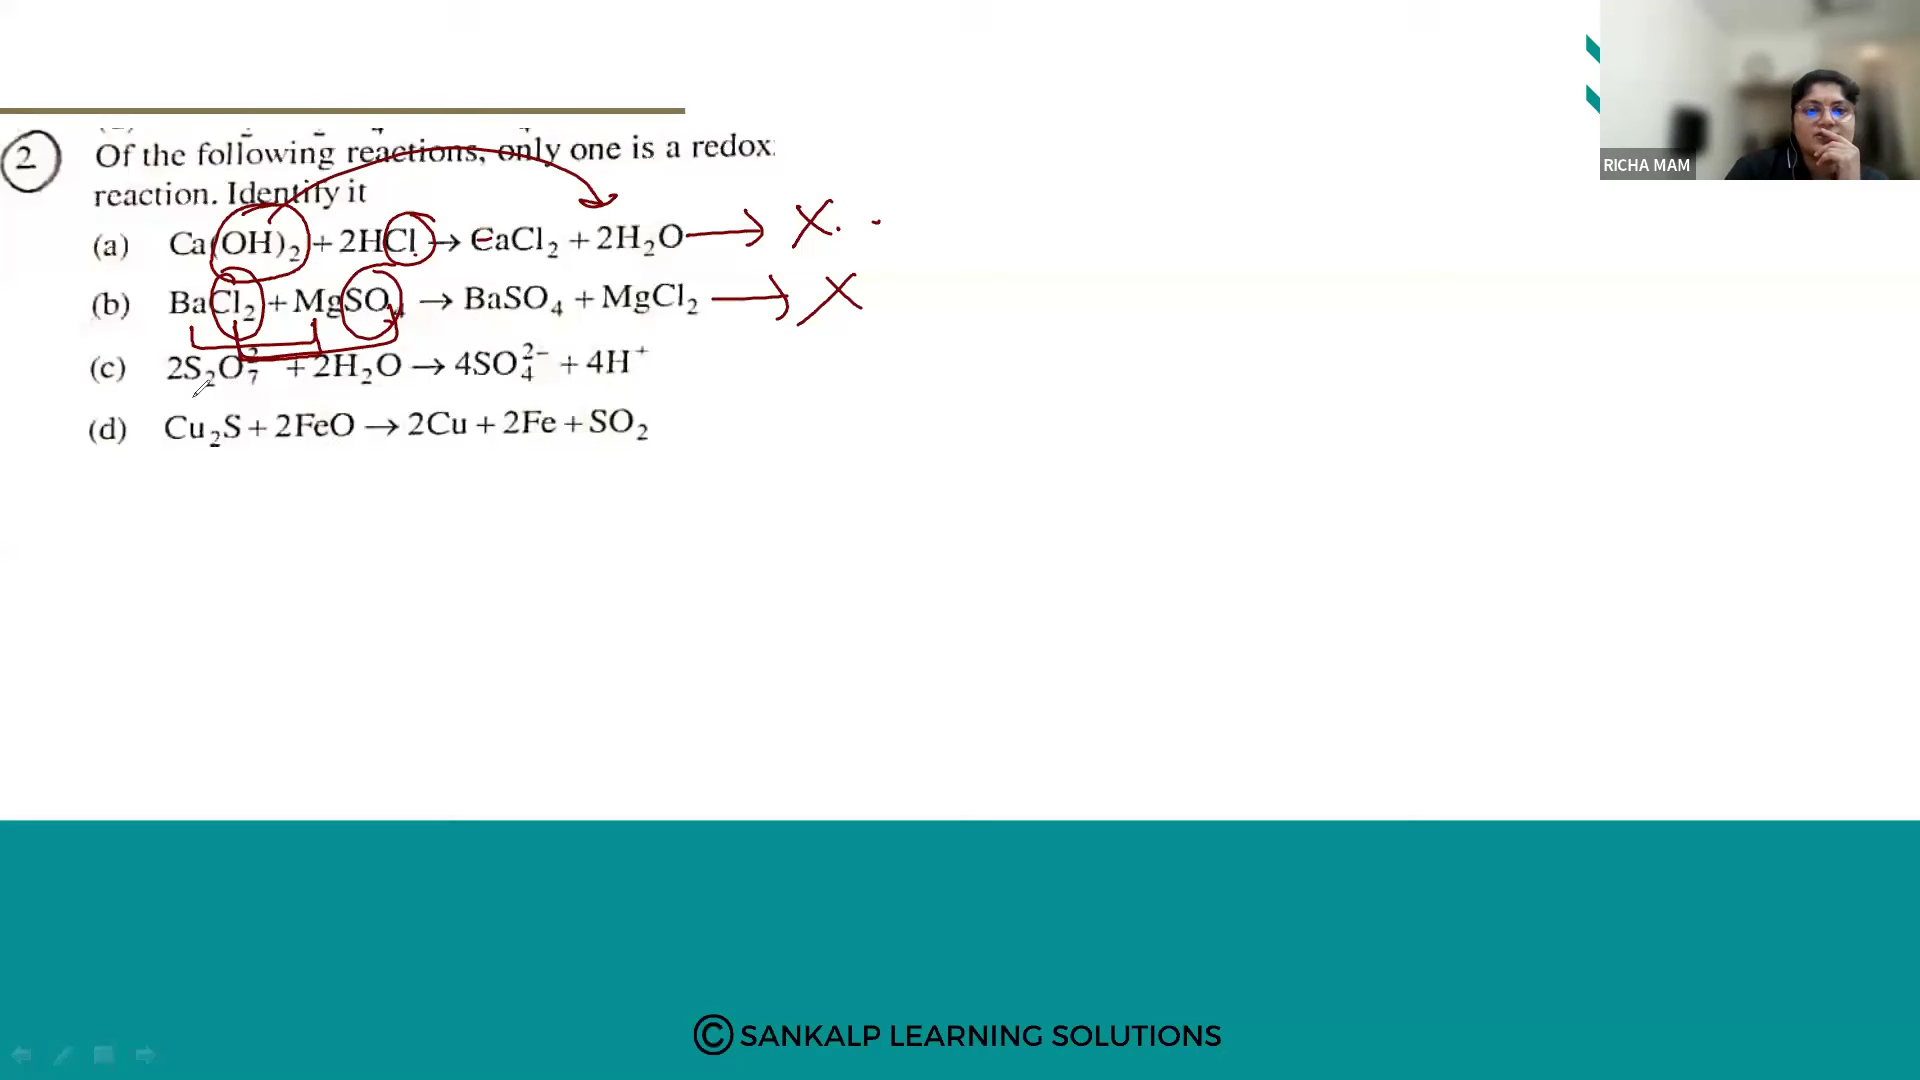 RICHA MAM
2 Of the following reactions, only one is a redox
reaction. Identify it
(a) Ca(OH)₂ + 2HCl → CaCl₂ + 2H₂O → X.
(b) BaCl₂ + MgSO₄ → BaSO₄ + MgCl₂ → X
(c) 2S₂O₇²⁻ + 2H₂O → 4SO₄²⁻ + 4H⁺
(d) Cu₂S + 2FeO → 2Cu + 2Fe + SO₂
© SANKALP LEARNING SOLUTIONS